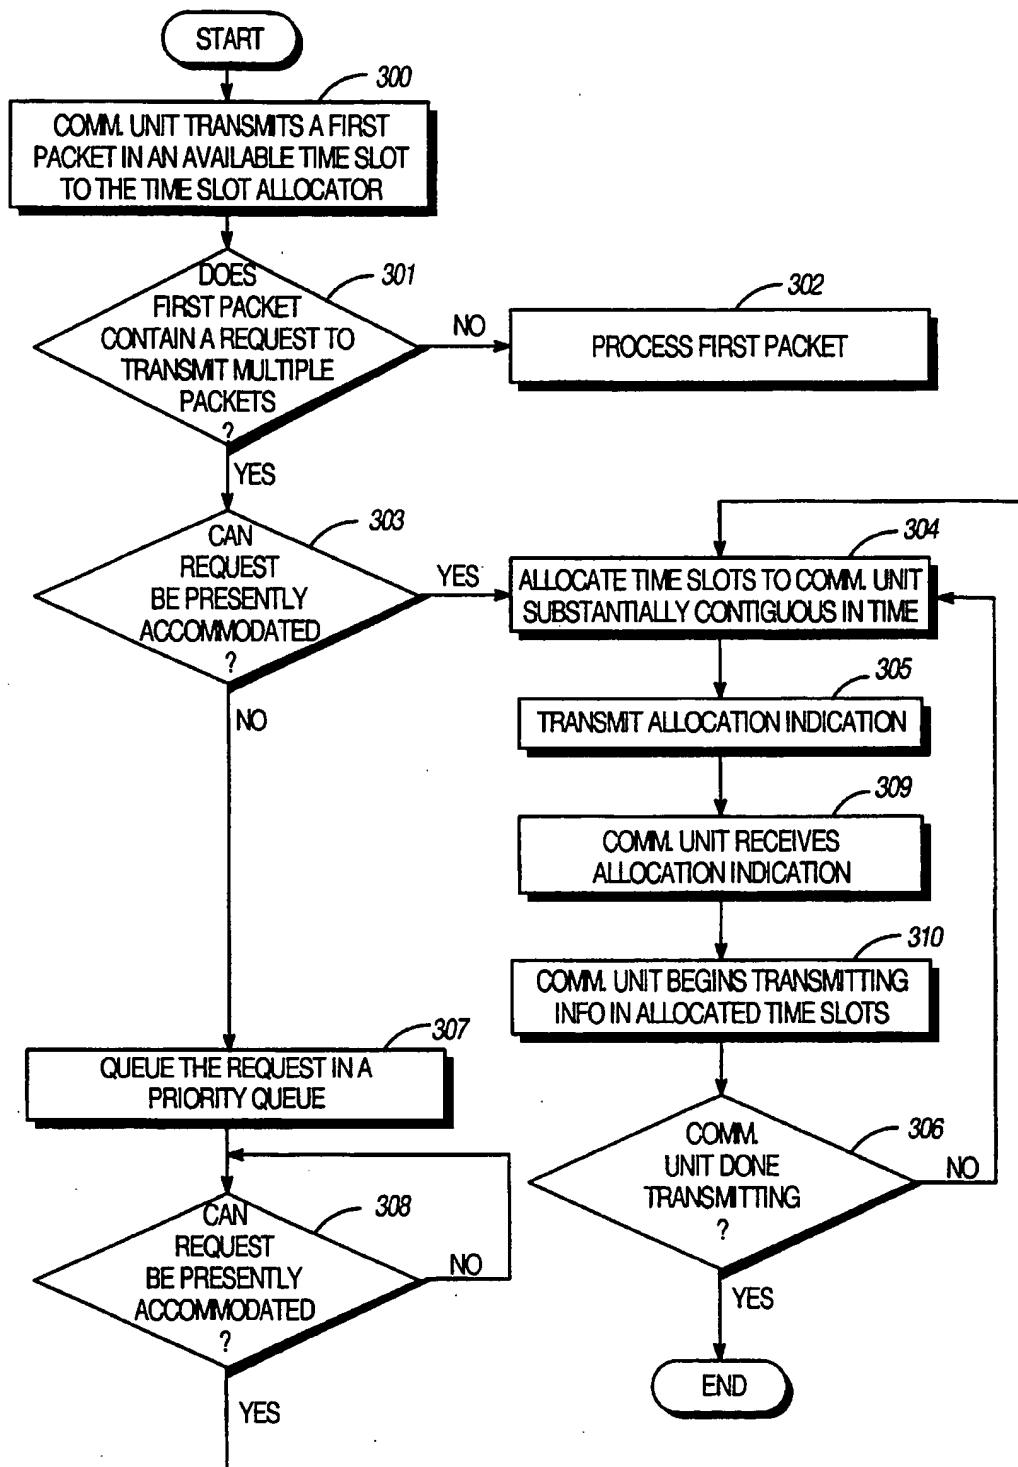 START
300
COMM. UNIT TRANSMITS A FIRST
PACKET IN AN AVAILABLE TIME SLOT
TO THE TIME SLOT ALLOCATOR
301
DOES
FIRST PACKET
CONTAIN A REQUEST TO
TRANSMIT MULTIPLE
PACKETS
?
NO
302
PROCESS FIRST PACKET
YES
303
CAN
REQUEST
BE PRESENTLY
ACCOMMODATED
?
YES
304
ALLOCATE TIME SLOTS TO COMM. UNIT
SUBSTANTIALLY CONTIGUOUS IN TIME
305
TRANSMIT ALLOCATION INDICATION
309
COMM. UNIT RECEIVES
ALLOCATION INDICATION
310
COMM. UNIT BEGINS TRANSMITTING
INFO IN ALLOCATED TIME SLOTS
306
COMM.
UNIT DONE
TRANSMITTING
?
NO
YES
END
NO
307
QUEUE THE REQUEST IN A
PRIORITY QUEUE
308
CAN
REQUEST
BE PRESENTLY
ACCOMMODATED
?
NO
YES